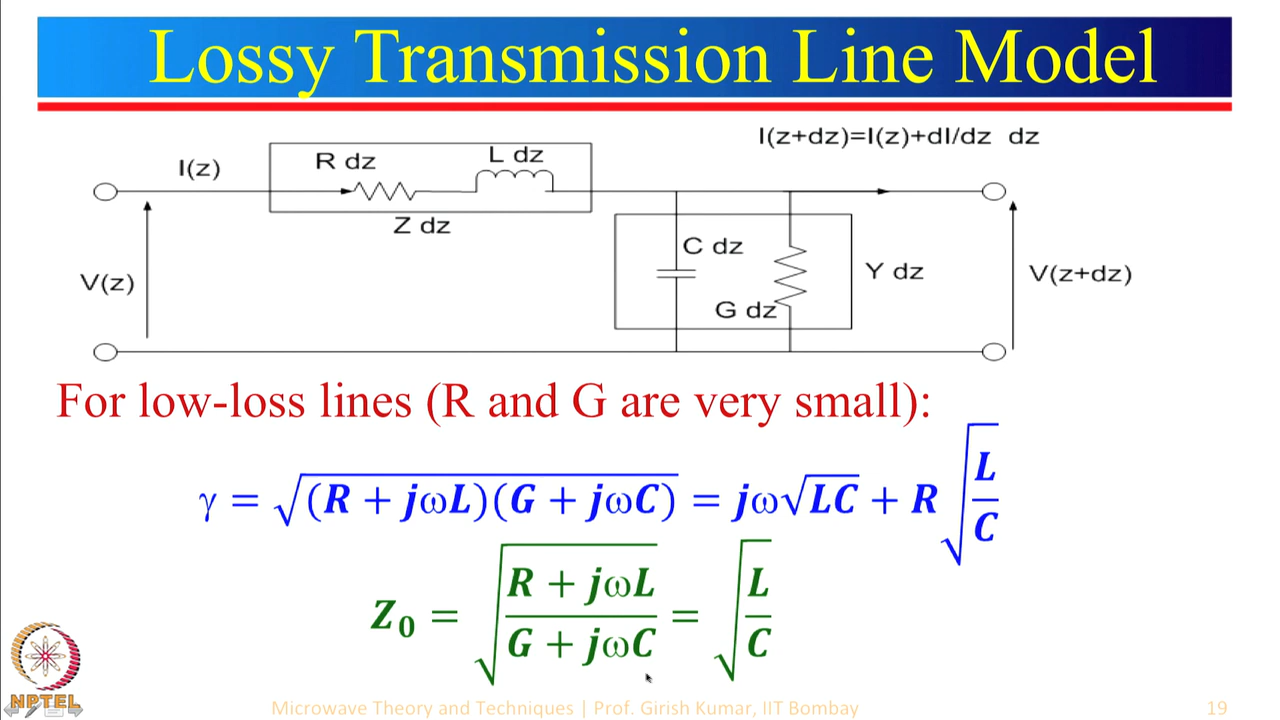 Lossy Transmission Line Model
I(z+dz)=I(z)+dI/dz dz
I(z)
R dz
L dz
Z dz
C dz
G dz
Y dz
V(z)
V(z+dz)
For low-loss lines (R and G are very small):
γ = √((R + jωL)(G + jωC)) = jω√LC + R √(L/C)
Z₀ = √((R + jωL)/(G + jωC)) = √(L/C)
NPTEL
Microwave Theory and Techniques | Prof. Girish Kumar, IIT Bombay
19